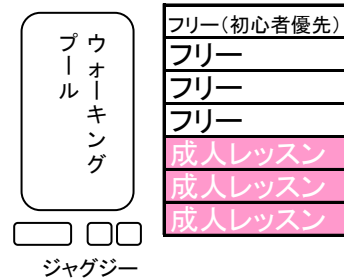 ウォーキング
プール
フリー(初心者優先)
フリー
フリー
フリー
成人レッスン
成人レッスン
成人レッスン
ジャグジー